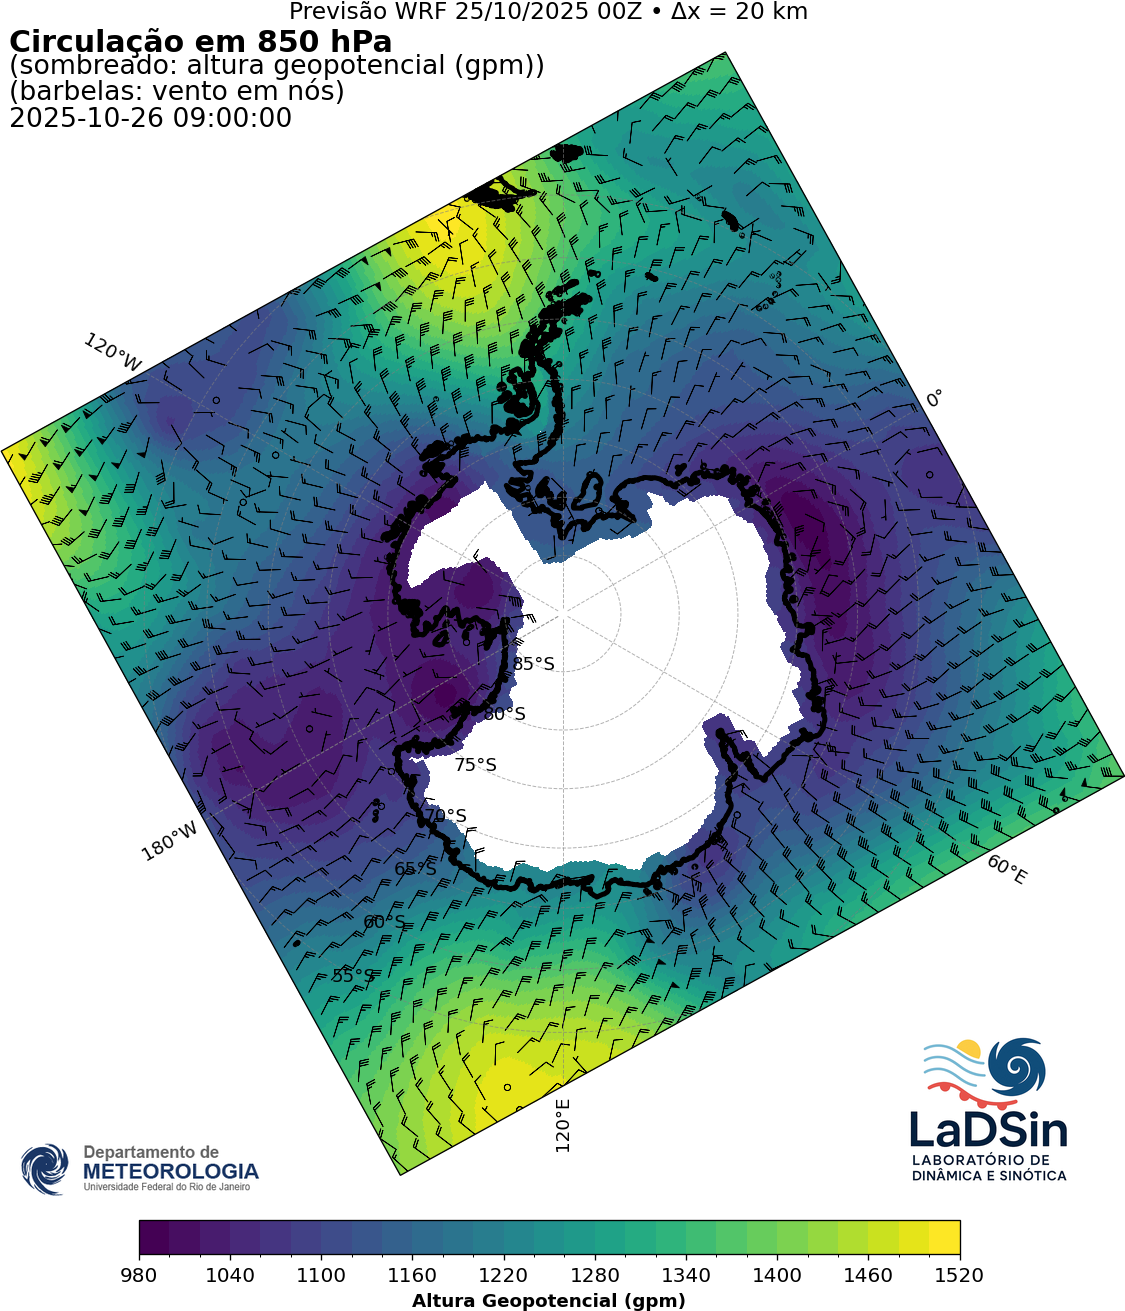 Previsão WRF 25/10/2025 00Z • Δx = 20 km
Circulação em 850 hPa
(sombreado: altura geopotencial (gpm))
(barbelas: vento em nós)
2025-10-26 09:00:00
120°W
0°
85°S
80°S
75°S
70°S
180°W
65°S
60°E
60°S
55°S
120°E
LaDSin
LABORATÓRIO DE
DINÂMICA E SINÓTICA
Departamento de
METEOROLOGIA
Universidade Federal do Rio de Janeiro
980 1040 1100 1160 1220 1280 1340 1400 1460 1520
Altura Geopotencial (gpm)